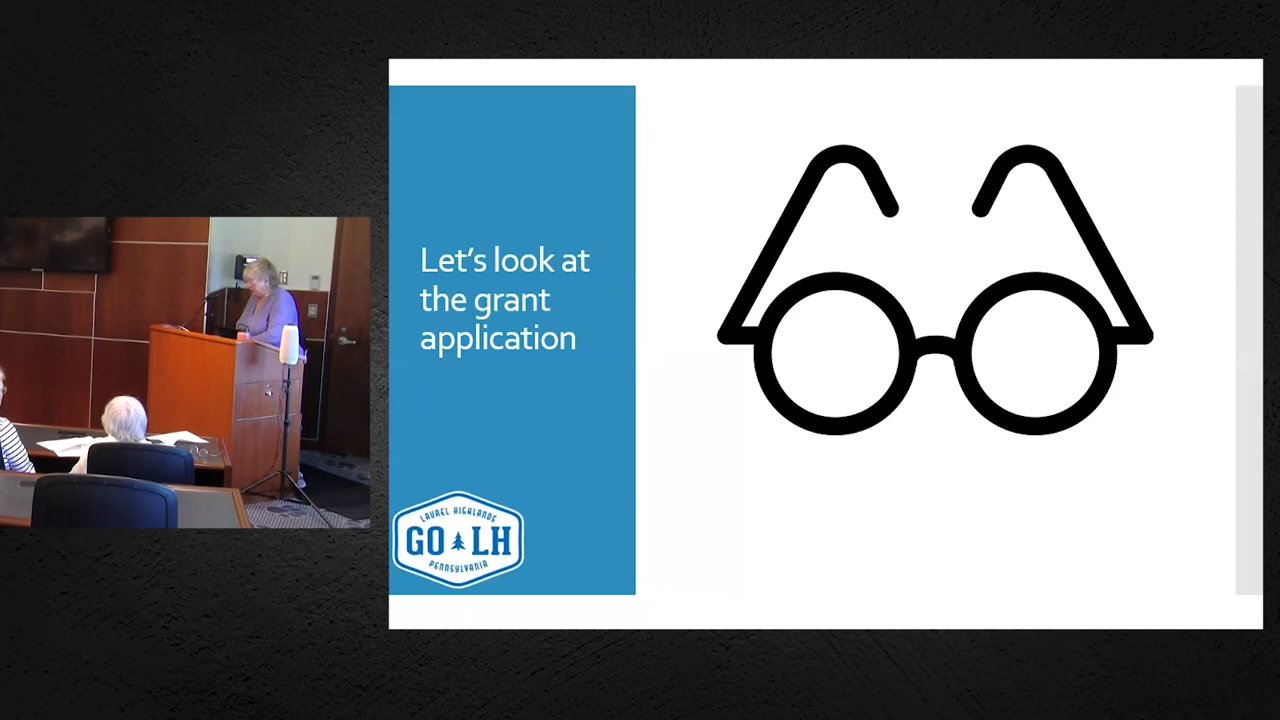 Let's look at
the grant
application
LAUREL HIGHLANDS
GO LH
PENNSYLVANIA